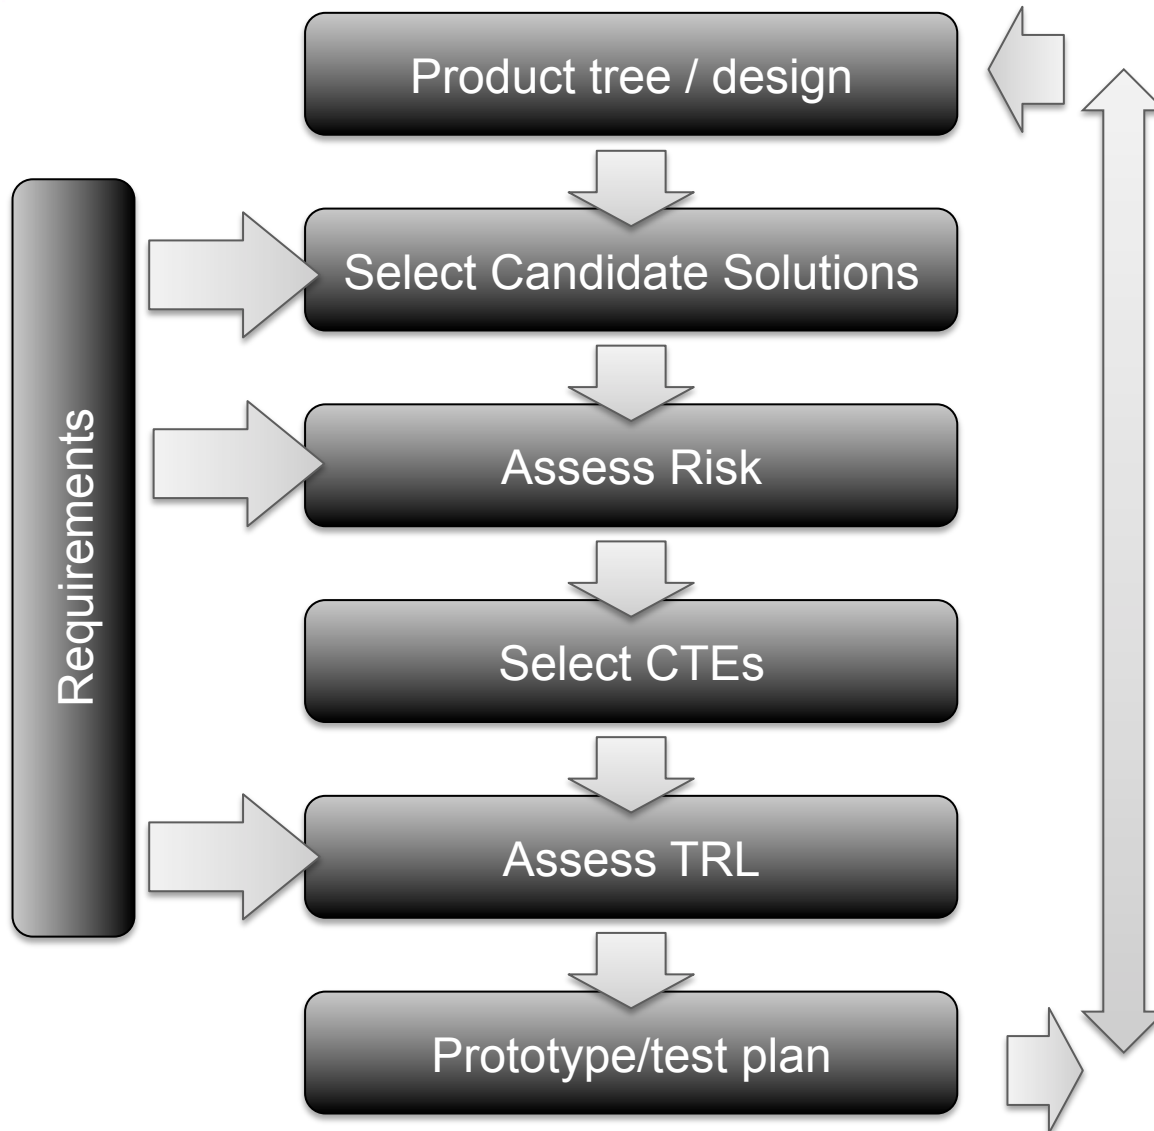 Product tree / design
Select Candidate Solutions
Assess Risk
Requirements
Select CTEs
Assess TRL
Prototype/test plan